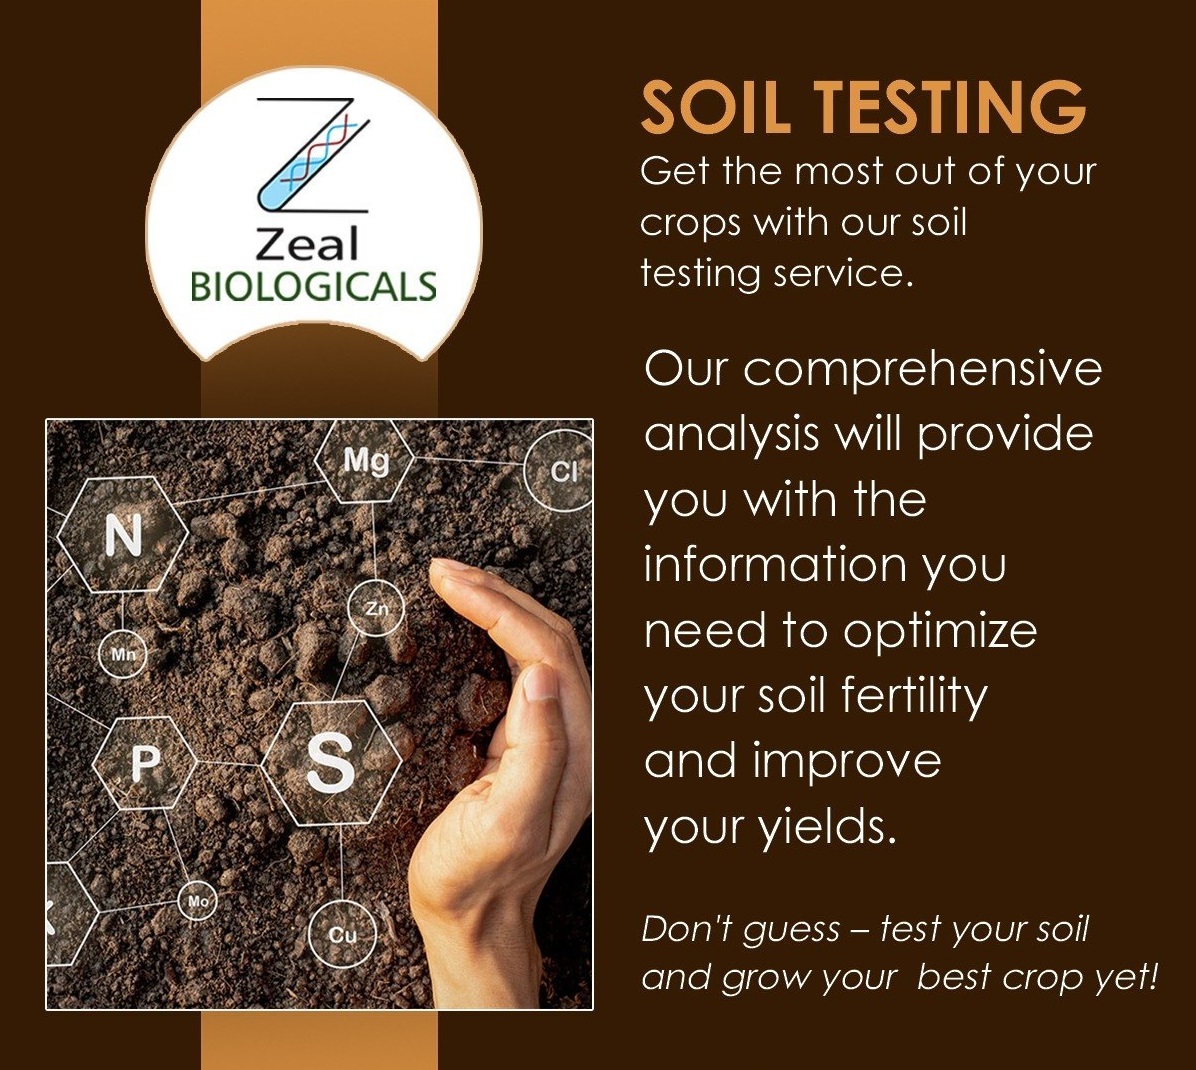 Zeal
BIOLOGICALS
SOIL TESTING
Get the most out of your
crops with our soil
testing service.
Our comprehensive
analysis will provide
you with the
information you
need to optimize
your soil fertility
and improve
your yields.
Don't guess – test your soil
and grow your best crop yet!
Mg
Cl
N
Zn
Mn
P
S
Mo
Cu